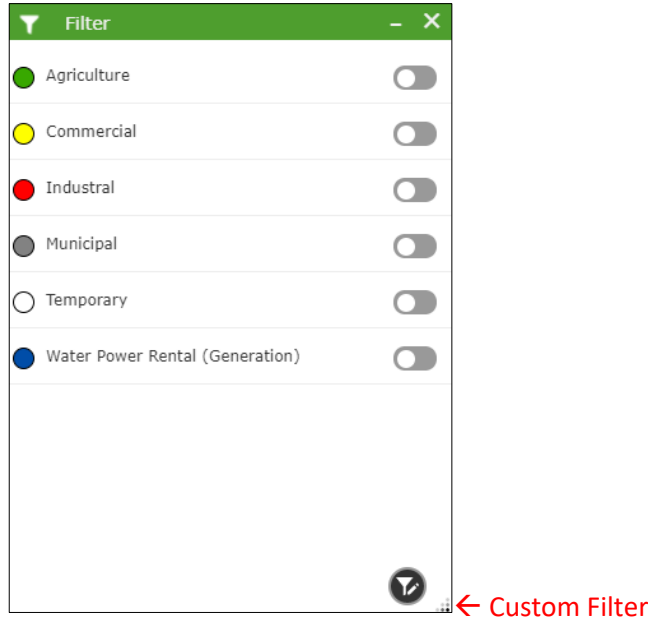 Filter
Agriculture
Commercial
Industral
Municipal
Temporary
Water Power Rental (Generation)
← Custom Filter